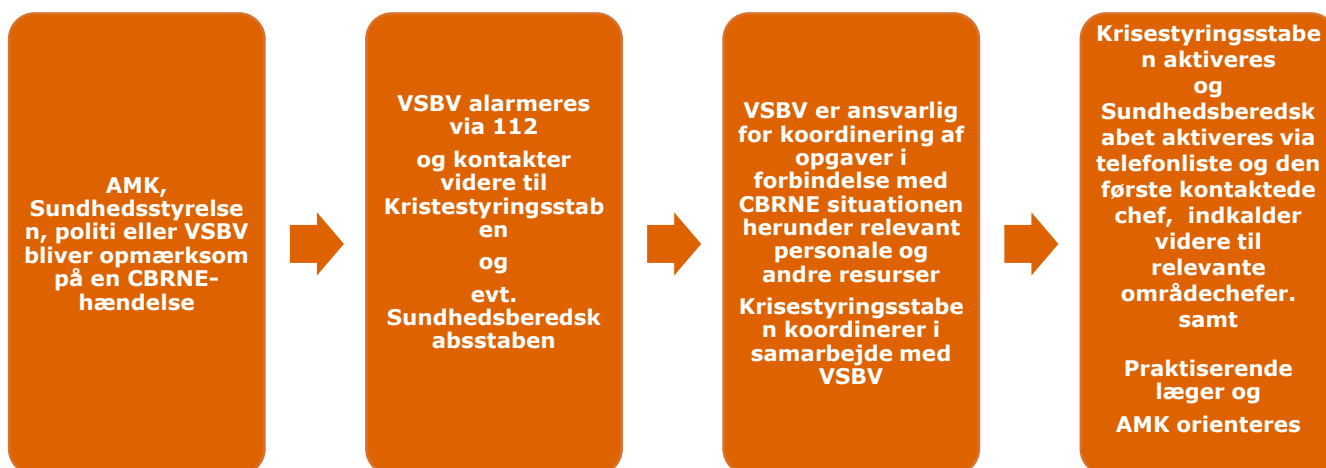 AMK,
Sundhedsstyrelse
n, politi eller VSBV
bliver opmærksom
på en CBRNE-
hændelse
VSBV alarmeres
via 112
og kontakter
videre til
Kristestyringsstab
en
og
evt.
Sundhedsberedsk
absstaben
VSBV er ansvarlig
for koordinering af
opgaver i
forbindelse med
CBRNE situationen
herunder relevant
personale og
andre resurser
Krisestyringsstabe
n koordinerer i
samarbejde med
VSBV
Krisestyringsstabe
n aktiveres
og
Sundhedsberedsk
abet aktiveres via
telefonliste og den
første kontaktede
chef, indkalder
videre til
relevante
områdechefer.
samt
Praktiserende
læger og
AMK orienteres